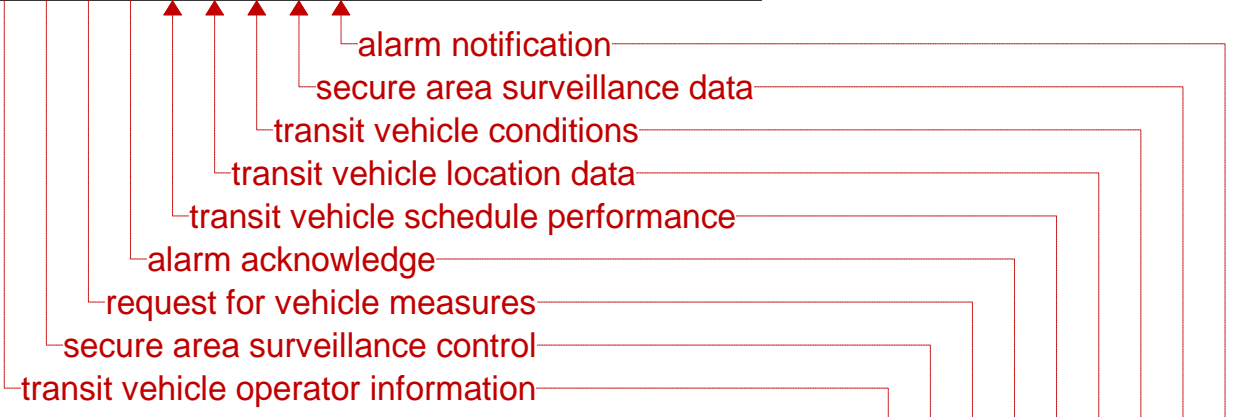 alarm notification
secure area surveillance data
transit vehicle conditions
transit vehicle location data
transit vehicle schedule performance
alarm acknowledge
request for vehicle measures
secure area surveillance control
transit vehicle operator information